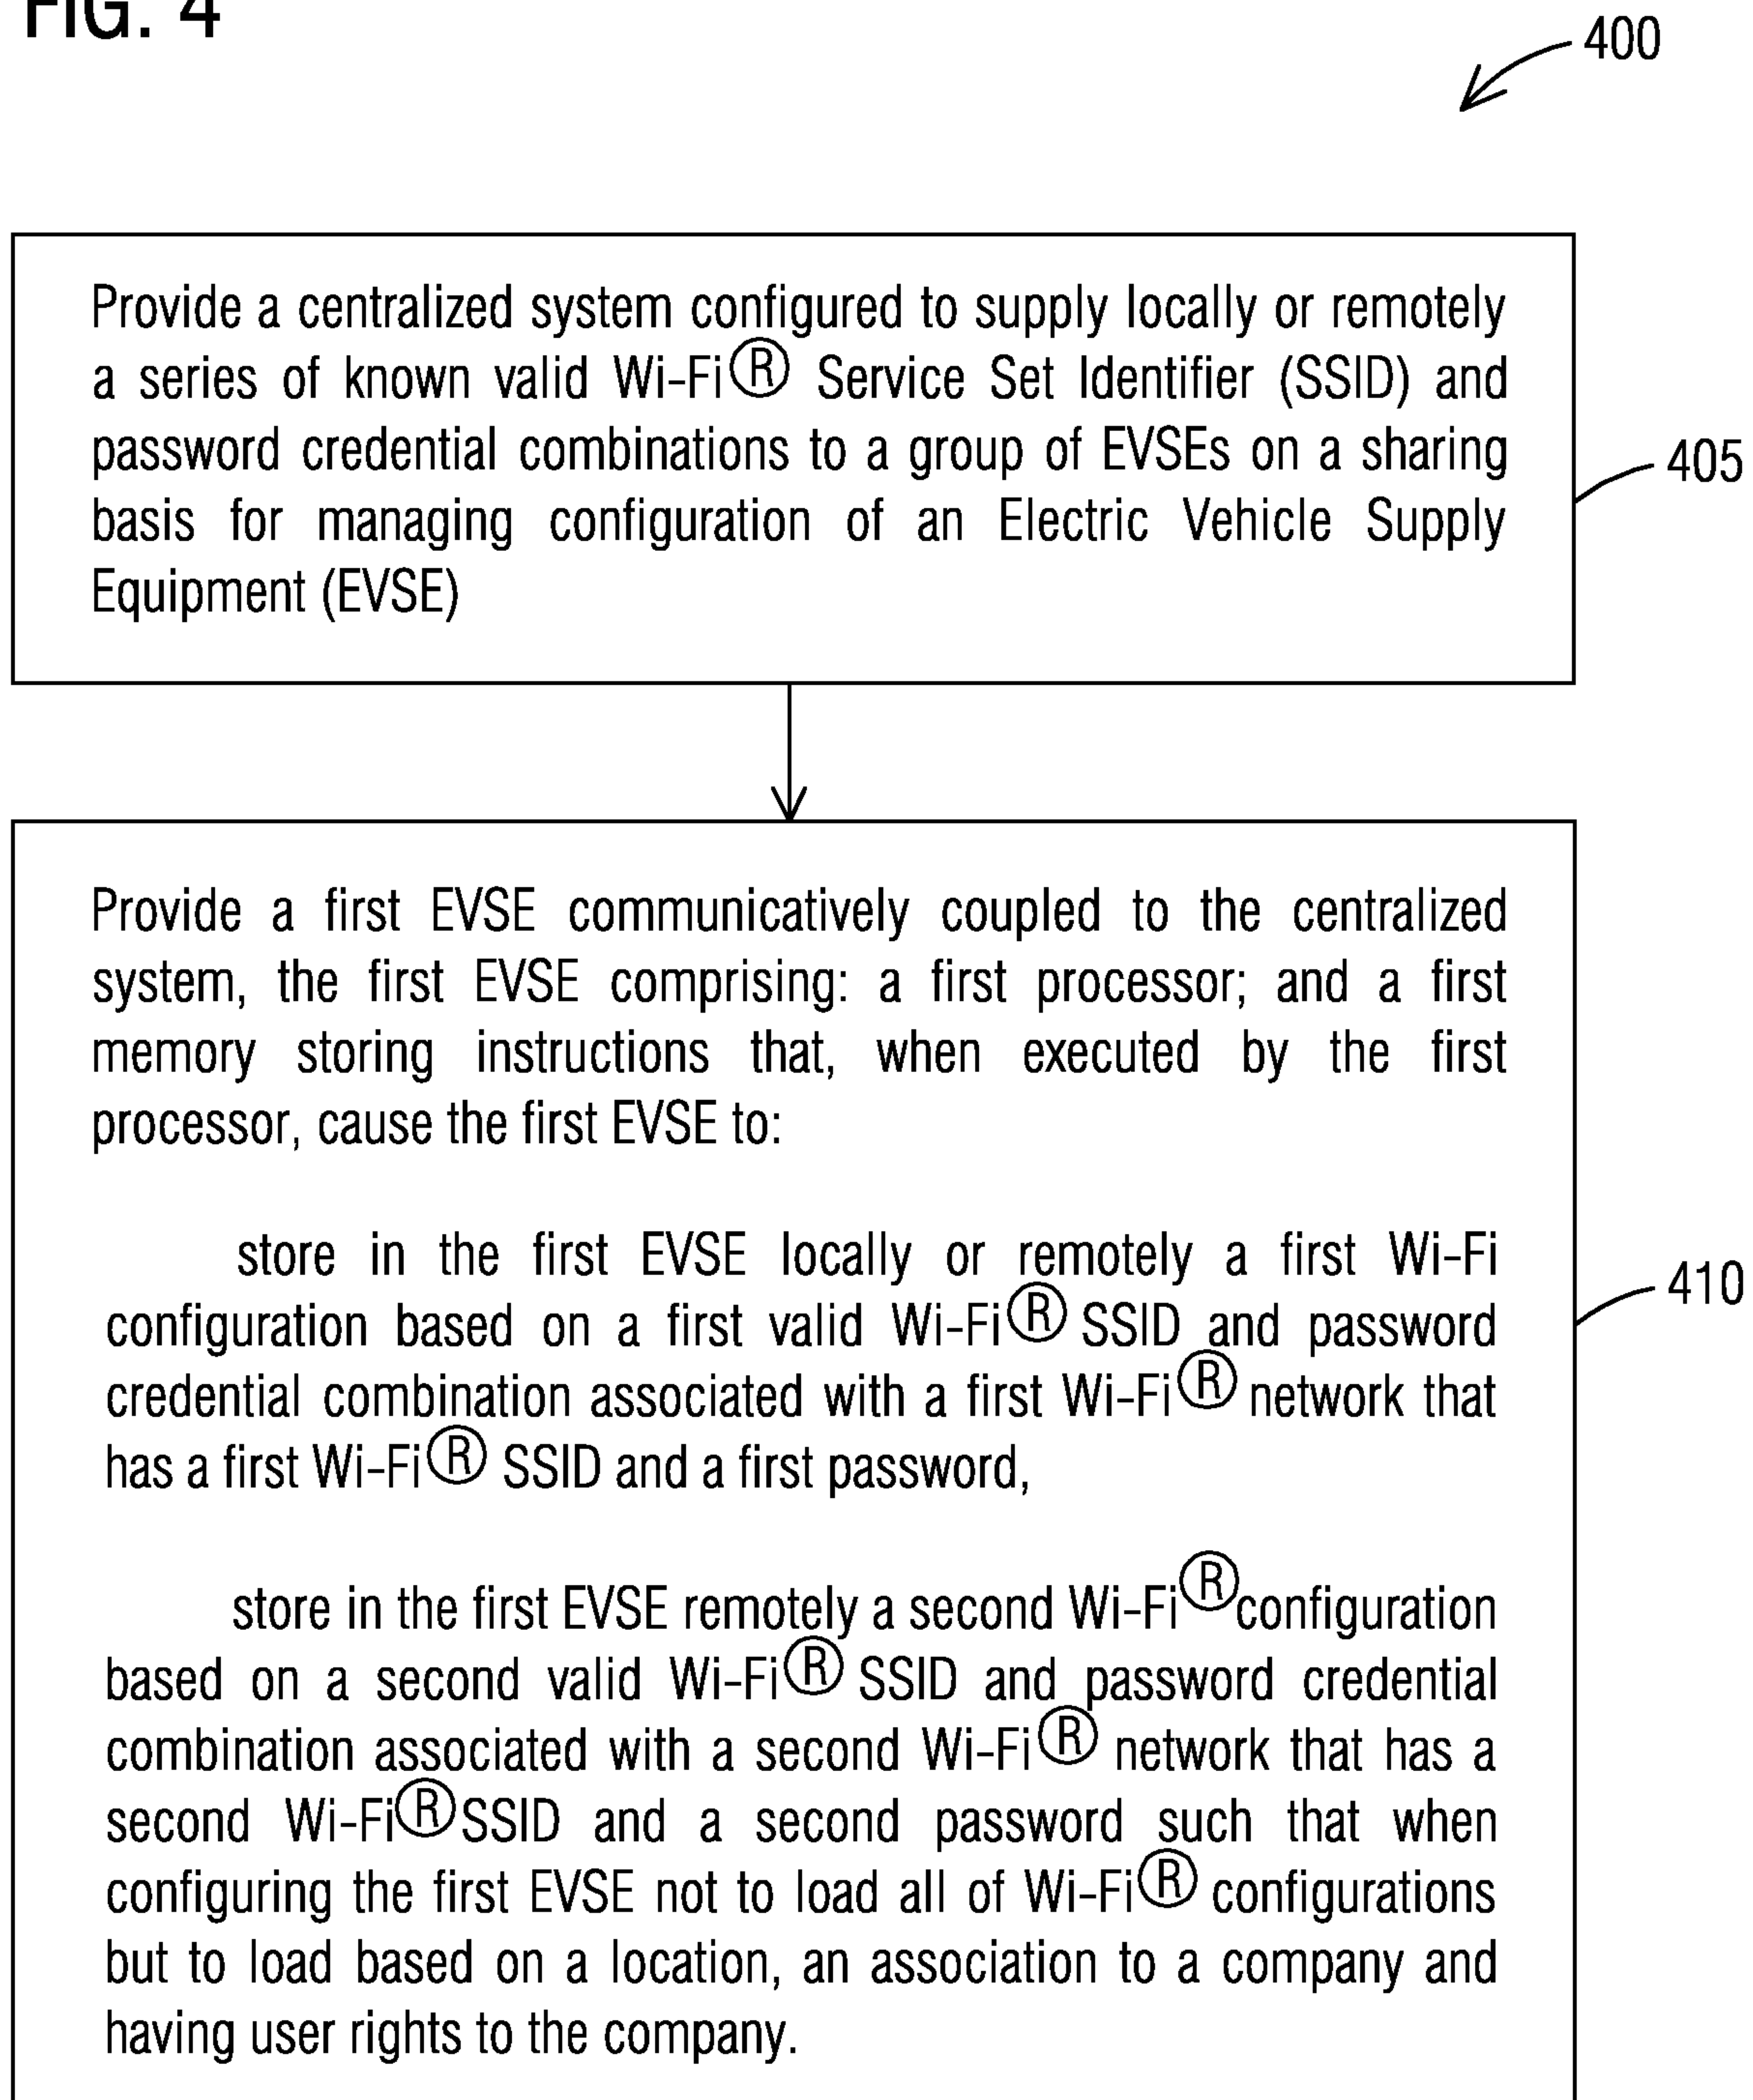 FIG. 4
400
Provide a centralized system configured to supply locally or remotely
a series of known valid Wi-Fi® Service Set Identifier (SSID) and
password credential combinations to a group of EVSEs on a sharing
basis for managing configuration of an Electric Vehicle Supply
Equipment (EVSE)
405
Provide a first EVSE communicatively coupled to the centralized
system, the first EVSE comprising: a first processor; and a first
memory storing instructions that, when executed by the first
processor, cause the first EVSE to:
store in the first EVSE locally or remotely a first Wi-Fi
configuration based on a first valid Wi-Fi® SSID and password
credential combination associated with a first Wi-Fi® network that
has a first Wi-Fi® SSID and a first password,
410
store in the first EVSE remotely a second Wi-Fi® configuration
based on a second valid Wi-Fi® SSID and password credential
combination associated with a second Wi-Fi® network that has a
second Wi-Fi® SSID and a second password such that when
configuring the first EVSE not to load all of Wi-Fi® configurations
but to load based on a location, an association to a company and
having user rights to the company.